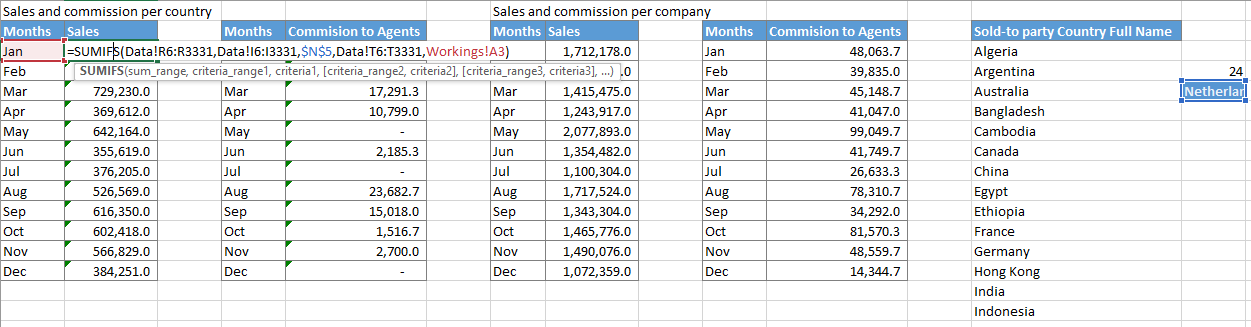 Sales and commission per country Sales and commission per company
Months Sales Months Commision to Agents Months Sales Months Commision to Agents Sold-to party Country Full Name
Jan =SUMIFS(Data!R6:R3331,Data!I6:I3331,$N$5,Data!T6:T3331,Workings!A3) 1,712,178.0 Jan 48,063.7 Algeria
Feb SUMIFS(sum_range, criteria_range1, criteria1, [criteria_range2, criteria2], [criteria_range3, criteria3], ...) .0 Feb 39,835.0 Argentina 24
Mar 729,230.0 Mar 17,291.3 Mar 1,415,475.0 Mar 45,148.7 Australia Netherlan
Apr 369,612.0 Apr 10,799.0 Apr 1,243,917.0 Apr 41,047.0 Bangladesh
May 642,164.0 May - May 2,077,893.0 May 99,049.7 Cambodia
Jun 355,619.0 Jun 2,185.3 Jun 1,354,482.0 Jun 41,749.7 Canada
Jul 376,205.0 Jul - Jul 1,100,304.0 Jul 26,633.3 China
Aug 526,569.0 Aug 23,682.7 Aug 1,717,524.0 Aug 78,310.7 Egypt
Sep 616,350.0 Sep 15,018.0 Sep 1,343,304.0 Sep 34,292.0 Ethiopia
Oct 602,418.0 Oct 1,516.7 Oct 1,465,776.0 Oct 81,570.3 France
Nov 566,829.0 Nov 2,700.0 Nov 1,490,076.0 Nov 48,559.7 Germany
Dec 384,251.0 Dec - Dec 1,072,359.0 Dec 14,344.7 Hong Kong
India
Indonesia